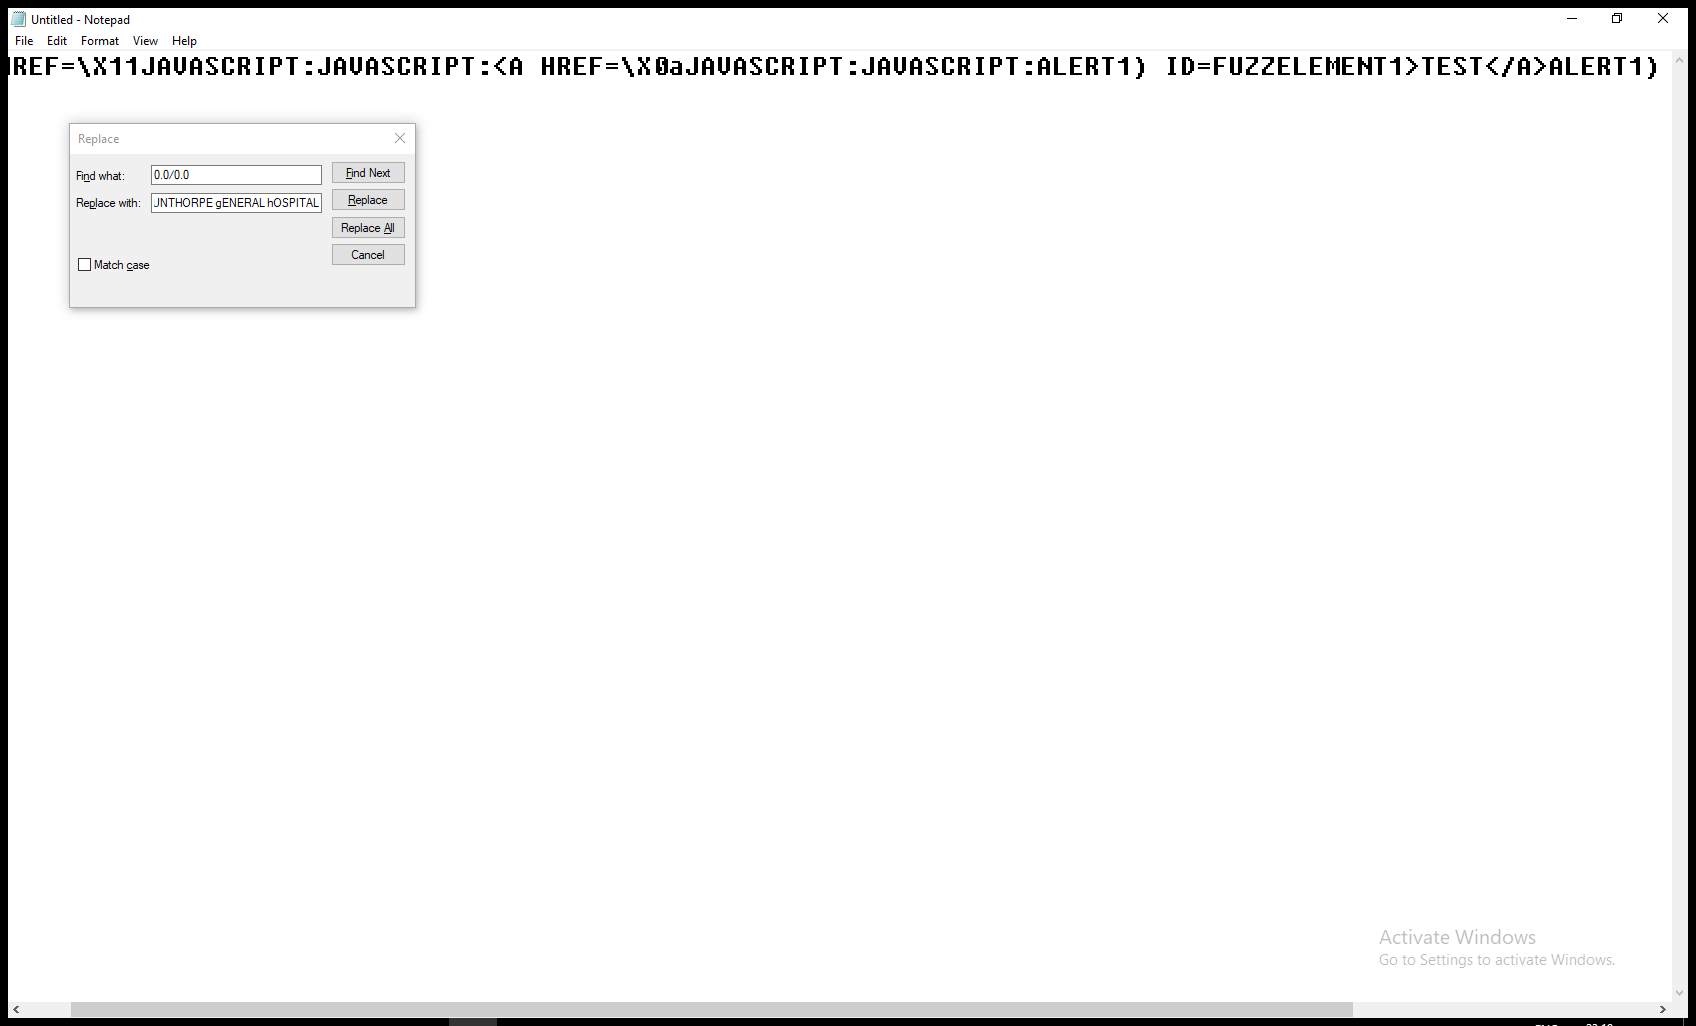 Untitled - Notepad
File Edit Format View Help
HREF=\X11JAVASCRIPT:JAVASCRIPT:<A HREF=\X0aJAVASCRIPT:JAVASCRIPT:ALERT1) ID=FUZZELEMENT1>TEST</A>ALERT1)
Replace
Find what: 0.0/0.0 Find Next
Replace with: UNTHORPE gENERAL hOSPITAL Replace
Replace All
Cancel
Match case
Activate Windows
Go to Settings to activate Windows.